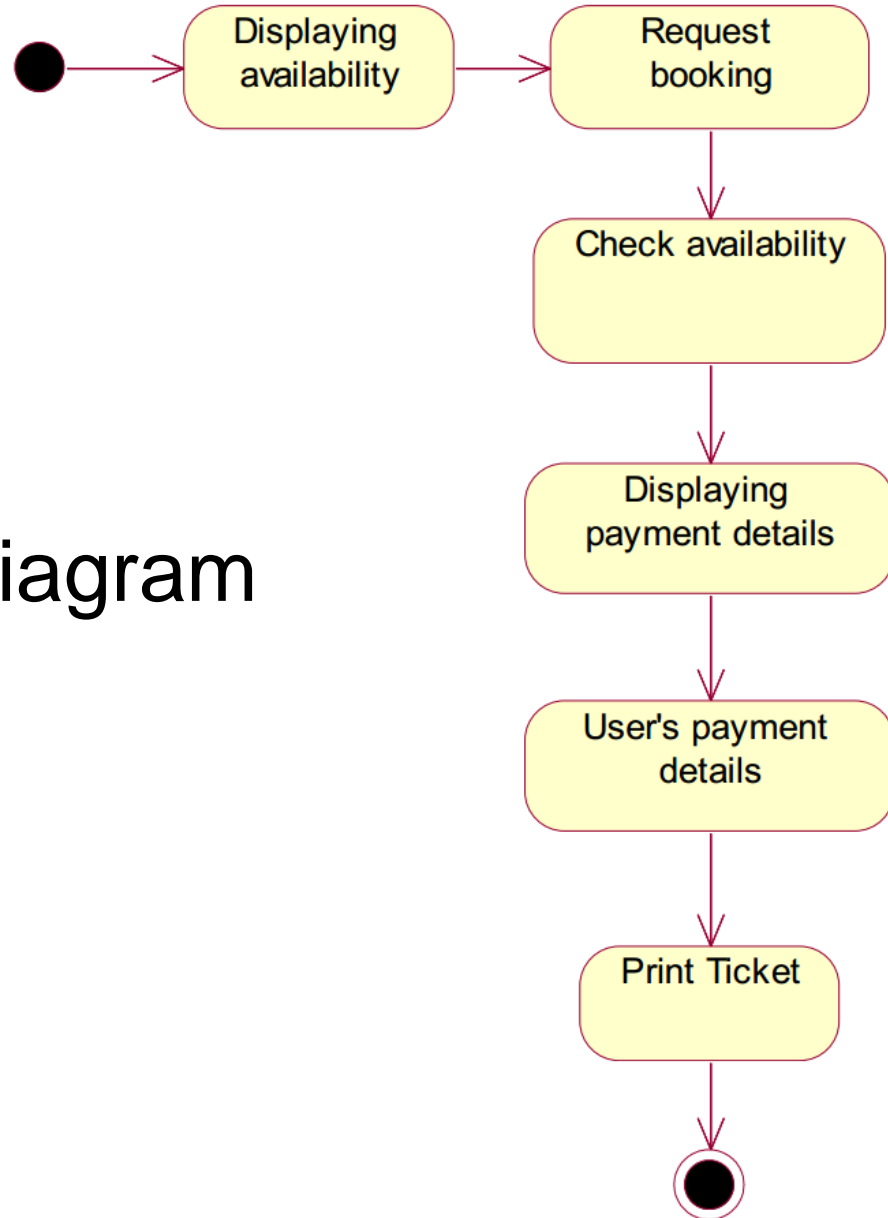 Displaying
availability
Request
booking
Check availability
Displaying
payment details
iagram
User's payment
details
Print Ticket